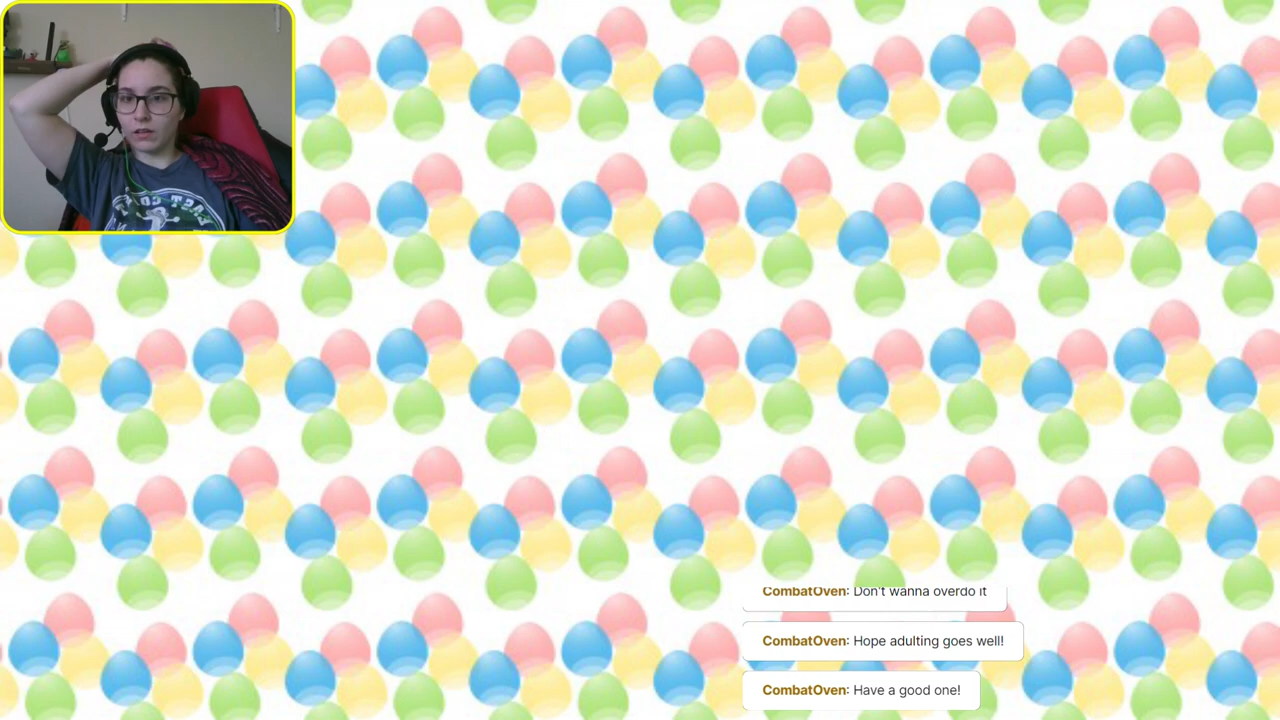 CombatOven: Don't wanna overdo it
CombatOven: Hope adulting goes well!
CombatOven: Have a good one!